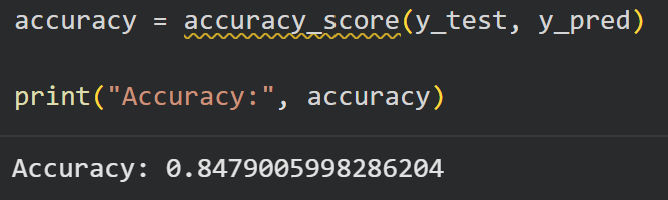 accuracy = accuracy_score(y_test, y_pred)
print("Accuracy:", accuracy)
Accuracy: 0.8479005998286204